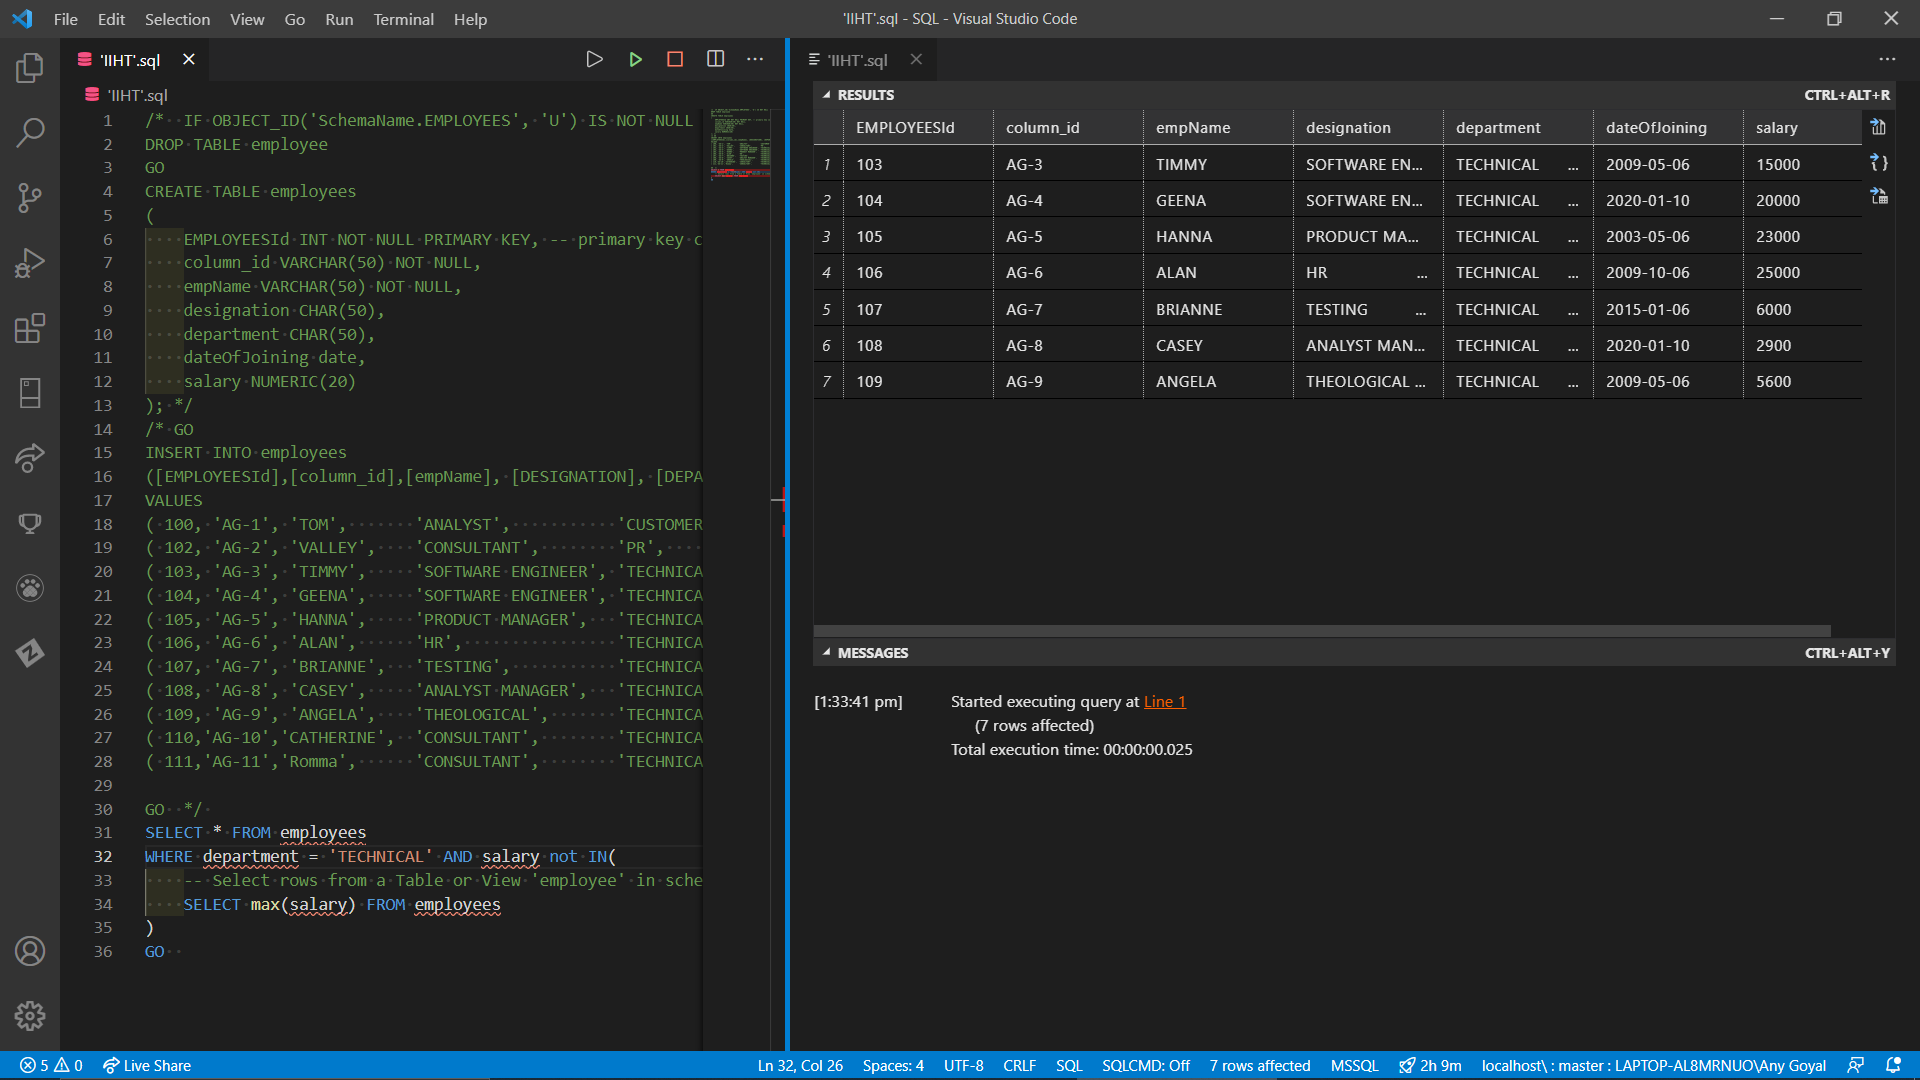 File Edit Selection View Go Run Terminal Help
'IIHT'.sql - SQL - Visual Studio Code
'IIHT'.sql
'IIHT'.sql
1 /* IF OBJECT_ID('SchemaName.EMPLOYEES', 'U') IS NOT NULL
2 DROP TABLE employee
3 GO
4 CREATE TABLE employees
5 (
6 EMPLOYEESId INT NOT NULL PRIMARY KEY, -- primary key c
7 column_id VARCHAR(50) NOT NULL,
8 empName VARCHAR(50) NOT NULL,
9 designation CHAR(50),
10 department CHAR(50),
11 dateOfJoining date,
12 salary NUMERIC(20)
13 ); */
14 /* GO
15 INSERT INTO employees
16 ([EMPLOYEESId],[column_id],[empName], [DESIGNATION], [DEPA
17 VALUES
18 ( 100, 'AG-1', 'TOM', 'ANALYST', 'CUSTOMER
19 ( 102, 'AG-2', 'VALLEY', 'CONSULTANT', 'PR',
20 ( 103, 'AG-3', 'TIMMY', 'SOFTWARE ENGINEER', 'TECHNICA
21 ( 104, 'AG-4', 'GEENA', 'SOFTWARE ENGINEER', 'TECHNICA
22 ( 105, 'AG-5', 'HANNA', 'PRODUCT MANAGER', 'TECHNICA
23 ( 106, 'AG-6', 'ALAN', 'HR', 'TECHNICA
24 ( 107, 'AG-7', 'BRIANNE', 'TESTING', 'TECHNICA
25 ( 108, 'AG-8', 'CASEY', 'ANALYST MANAGER', 'TECHNICA
26 ( 109, 'AG-9', 'ANGELA', 'THEOLOGICAL', 'TECHNICA
27 ( 110,'AG-10','CATHERINE', 'CONSULTANT', 'TECHNICA
28 ( 111,'AG-11','Romma', 'CONSULTANT', 'TECHNICA
29
30 GO */
31 SELECT * FROM employees
32 WHERE department = 'TECHNICAL' AND salary not IN(
33 -- Select rows from a Table or View 'employee' in sche
34 SELECT max(salary) FROM employees
35 )
36 GO
'IIHT'.sql
RESULTS CTRL+ALT+R
EMPLOYEESId column_id empName designation department dateOfJoining salary
1 103 AG-3 TIMMY SOFTWARE EN... TECHNICAL ... 2009-05-06 15000
2 104 AG-4 GEENA SOFTWARE EN... TECHNICAL ... 2020-01-10 20000
3 105 AG-5 HANNA PRODUCT MA... TECHNICAL ... 2003-05-06 23000
4 106 AG-6 ALAN HR ... TECHNICAL ... 2009-10-06 25000
5 107 AG-7 BRIANNE TESTING ... TECHNICAL ... 2015-01-06 6000
6 108 AG-8 CASEY ANALYST MAN... TECHNICAL ... 2020-01-10 2900
7 109 AG-9 ANGELA THEOLOGICAL ... TECHNICAL ... 2009-05-06 5600
MESSAGES CTRL+ALT+Y
[1:33:41 pm] Started executing query at Line 1
(7 rows affected)
Total execution time: 00:00:00.025
5 0 Live Share Ln 32, Col 26 Spaces: 4 UTF-8 CRLF SQL SQLCMD: Off 7 rows affected MSSQL 2h 9m localhost\ : master : LAPTOP-AL8MRNUO\Any Goyal